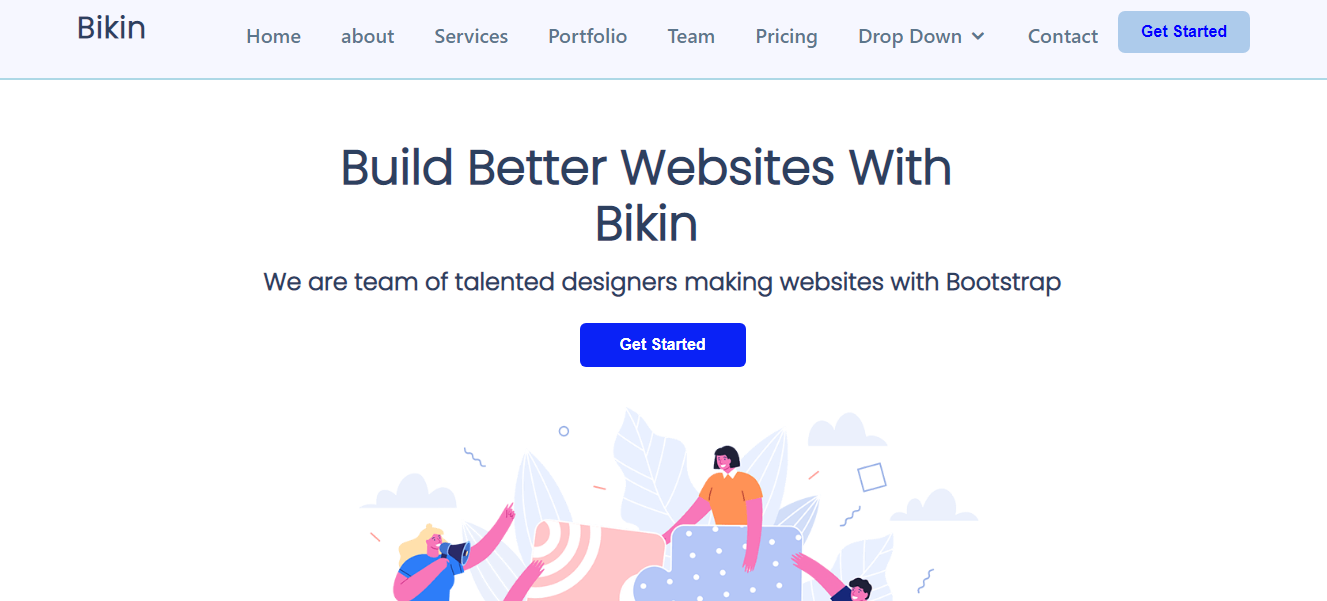 Bikin
Home about Services Portfolio Team Pricing Drop Down Contact Get Started
Build Better Websites With
Bikin
We are team of talented designers making websites with Bootstrap
Get Started